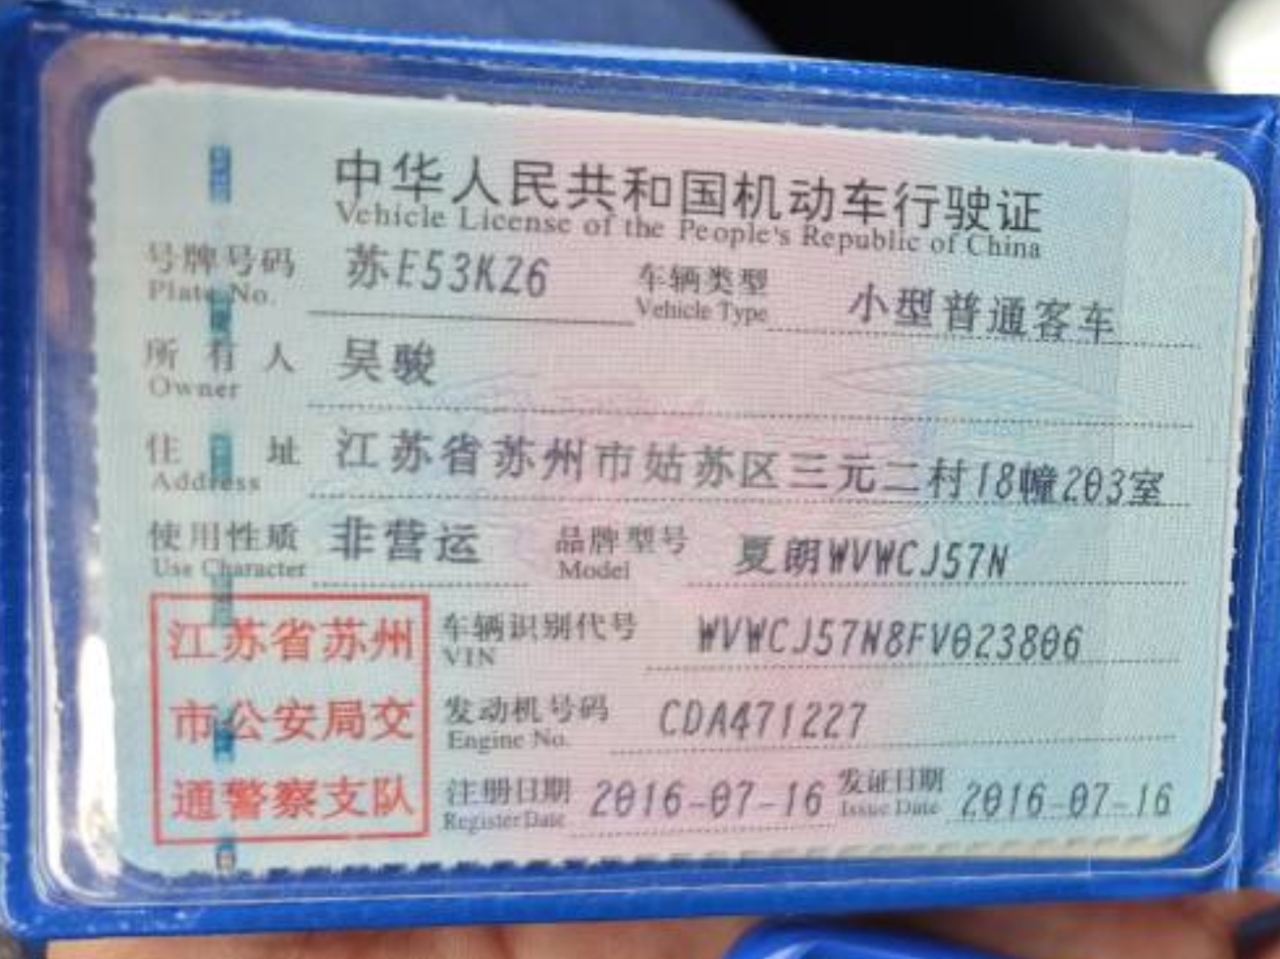 中华人民共和国机动车行驶证
Vehicle License of the People's Republic of China
号牌号码 苏E53KZ6 车辆类型 小型普通客车
Plate No. Vehicle Type
所有人 吴骏
Owner
住址 江苏省苏州市姑苏区三元二村18幢203室
Address
使用性质 非营运 品牌型号 夏朗WVWCJ57N
Use Character Model
江苏省苏州
市公安局交
通警察支队
车辆识别代号 WVWCJ57N8FV023806
VIN
发动机号码 CDA471227
Engine No.
注册日期 2016-07-16 发证日期 2016-07-16
Register Date Issue Date